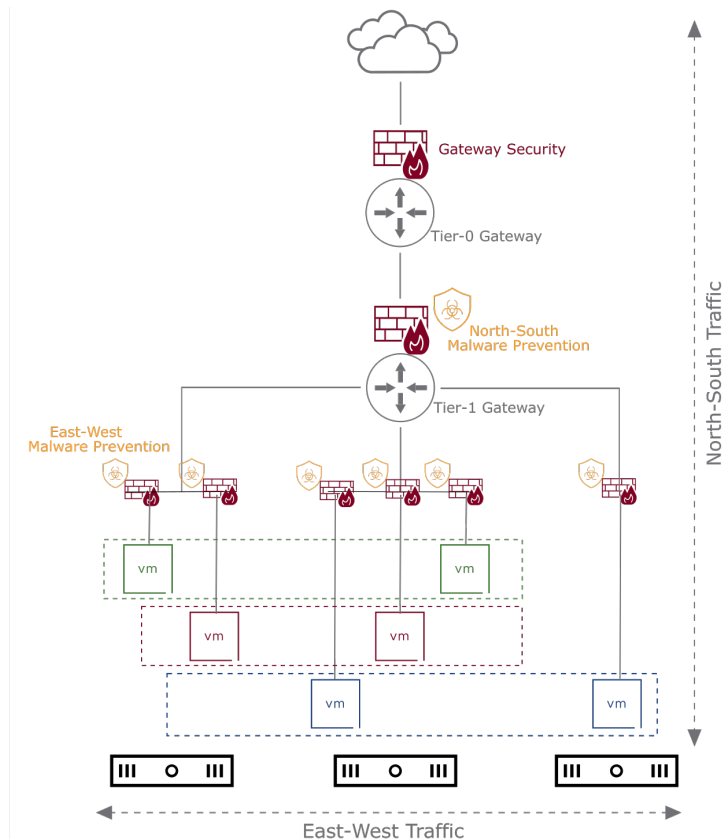 Gateway Security
Tier-0 Gateway
North-South
Malware Prevention
Tier-1 Gateway
East-West
Malware Prevention
vm
vm
vm
vm
vm
vm
North-South Traffic
East-West Traffic